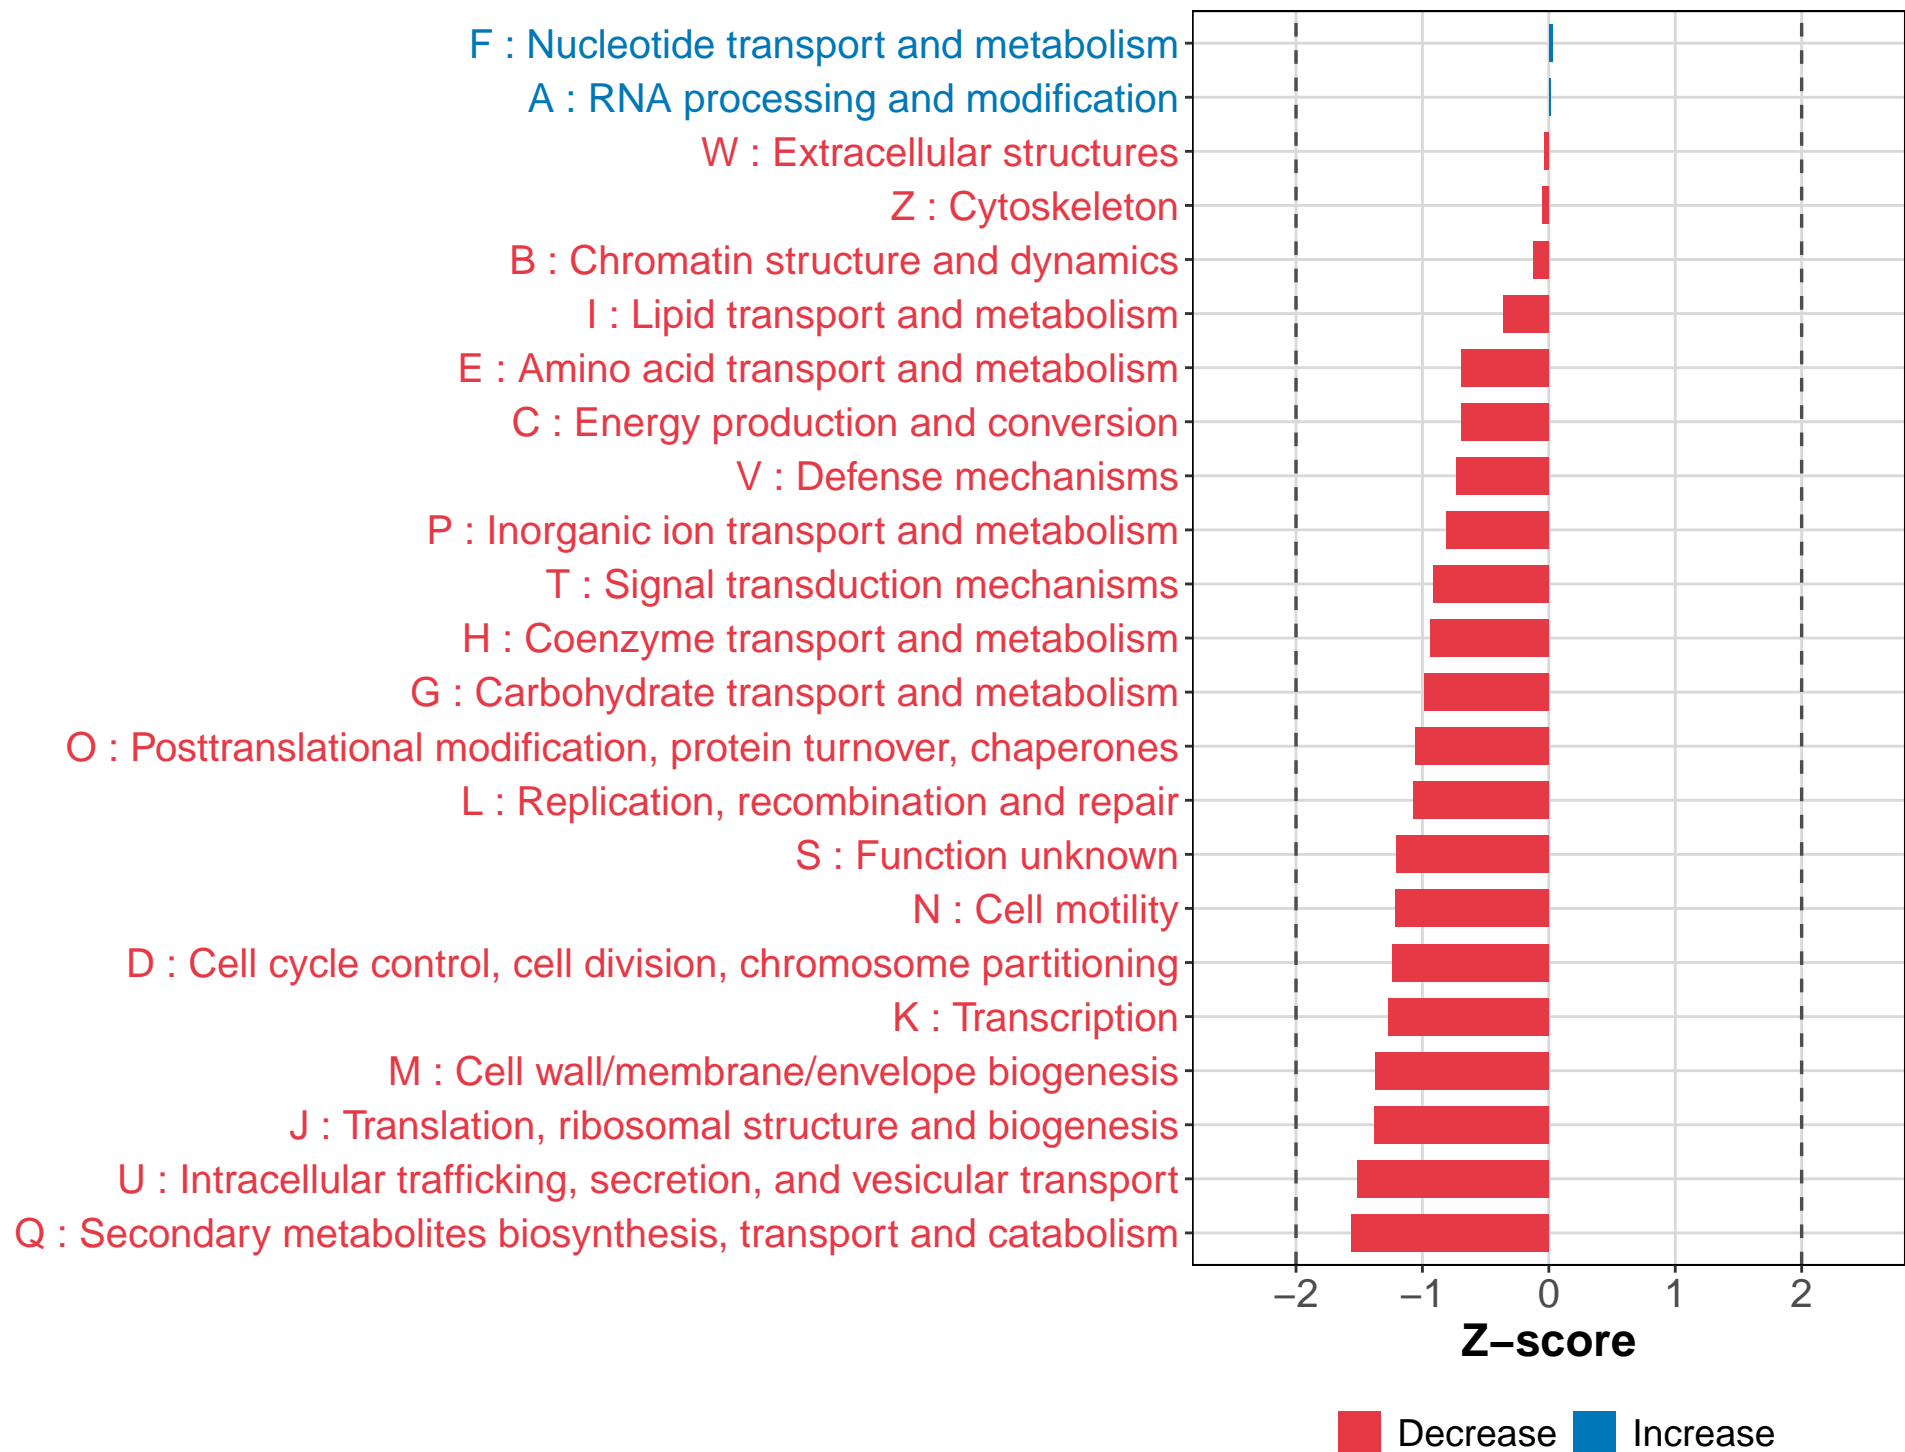 F : Nucleotide transport and metabolism
A : RNA processing and modification
W : Extracellular structures
Z : Cytoskeleton
B : Chromatin structure and dynamics
I : Lipid transport and metabolism
E : Amino acid transport and metabolism
C : Energy production and conversion
V : Defense mechanisms
P : Inorganic ion transport and metabolism
T : Signal transduction mechanisms
H : Coenzyme transport and metabolism
G : Carbohydrate transport and metabolism
O : Posttranslational modification, protein turnover, chaperones
L : Replication, recombination and repair
S : Function unknown
N : Cell motility
D : Cell cycle control, cell division, chromosome partitioning
K : Transcription
M : Cell wall/membrane/envelope biogenesis
J : Translation, ribosomal structure and biogenesis
U : Intracellular trafficking, secretion, and vesicular transport
Q : Secondary metabolites biosynthesis, transport and catabolism
−2 −1 0 1 2
Z−score
Decrease Increase